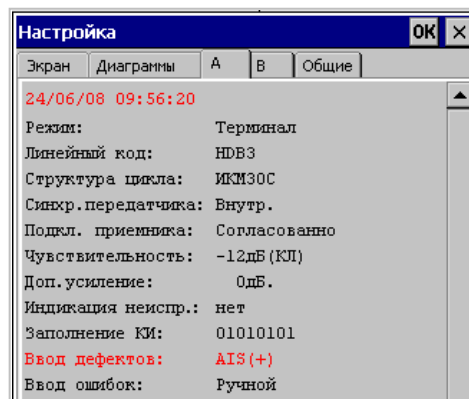 Настройка OK ×
Экран Диаграммы A B Общие
24/06/08 09:56:20
Режим: Терминал
Линейный код: HDB3
Структура цикла: ИКМ30С
Синхр.передатчика: Внутр.
Подкл. приемника: Согласованно
Чувствительность: -12дБ(КЛ)
Доп.усиление: 0дБ.
Индикация неиспр.: нет
Заполнение КИ: 01010101
Ввод дефектов: AIS(+)
Ввод ошибок: Ручной